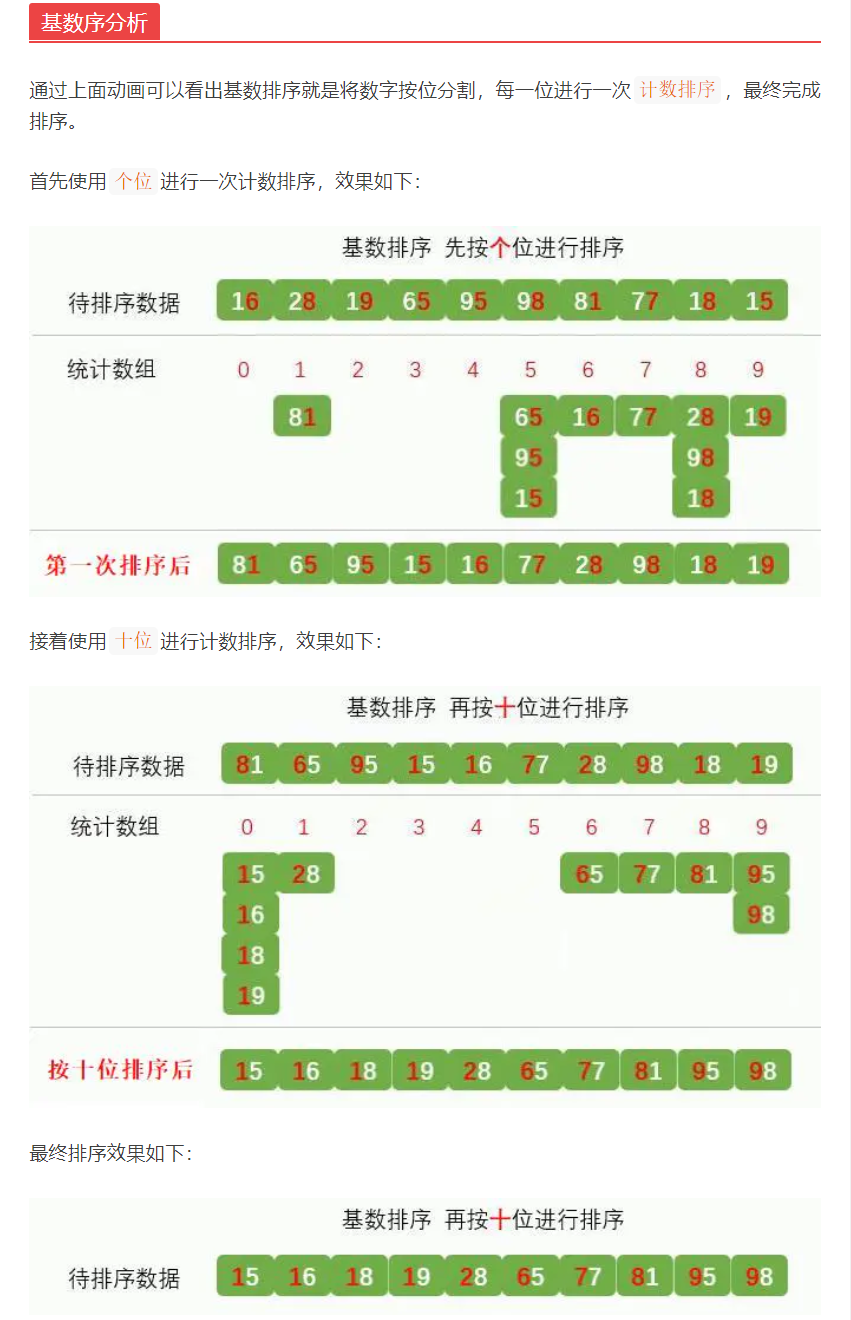 基数序分析
通过上面动画可以看出基数排序就是将数字按位分割，每一位进行一次 计数排序 ，最终完成
排序。
首先使用 个位 进行一次计数排序，效果如下：
基数排序 先按个位进行排序
待排序数据 16 28 19 65 95 98 81 77 18 15
统计数组 0 1 2 3 4 5 6 7 8 9
81 65 16 77 28 19
95 98
15 18
第一次排序后 81 65 95 15 16 77 28 98 18 19
接着使用 十位 进行计数排序，效果如下：
基数排序 再按十位进行排序
待排序数据 81 65 95 15 16 77 28 98 18 19
统计数组 0 1 2 3 4 5 6 7 8 9
15 28 65 77 81 95
16 98
18
19
按十位排序后 15 16 18 19 28 65 77 81 95 98
最终排序效果如下：
基数排序 再按十位进行排序
待排序数据 15 16 18 19 28 65 77 81 95 98